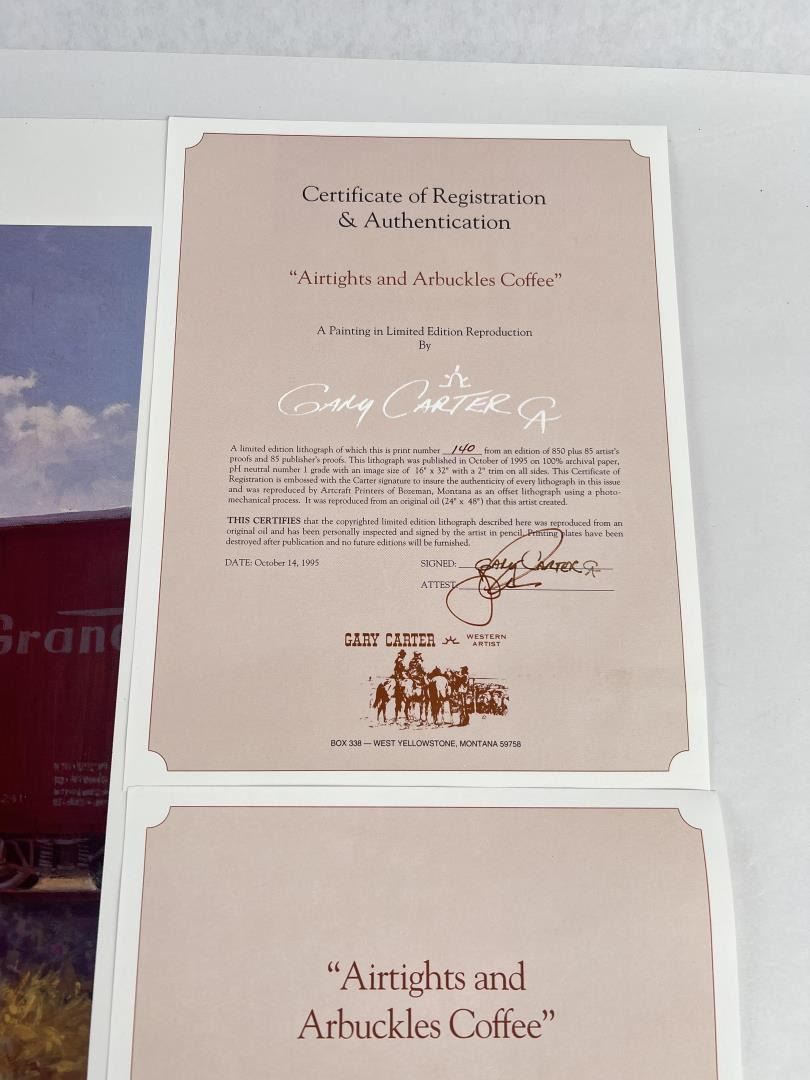 Certificate of Registration
& Authentication
“Airtights and Arbuckles Coffee”
A Painting in Limited Edition Reproduction
By
GARY CARTER CA
A limited edition lithograph of which this is print number 140 from an edition of 850 plus 85 artist's
proofs and 85 publisher's proofs. This lithograph was published in October of 1995 on 100% archival paper,
pH neutral number 1 grade with an image size of 16" x 32" with a 2" trim on all sides. This Certificate of
Registration is embossed with the Carter signature to insure the authenticity of every lithograph in this issue
and was reproduced by Artcraft Printers of Bozeman, Montana as an offset lithograph using a photo-
mechanical process. It was reproduced from an original oil (24" x 48") that this artist created.
THIS CERTIFIES that the copyrighted limited edition lithograph described here was reproduced from an
original oil and has been personally inspected and signed by the artist in pencil. Printing plates have been
destroyed after publication and no future editions will be furnished.
DATE: October 14, 1995
SIGNED: GARY CARTER CA
ATTEST:
GARY CARTER WESTERN
ARTIST
BOX 338 — WEST YELLOWSTONE, MONTANA 59758
Grand
“Airtights and
Arbuckles Coffee”